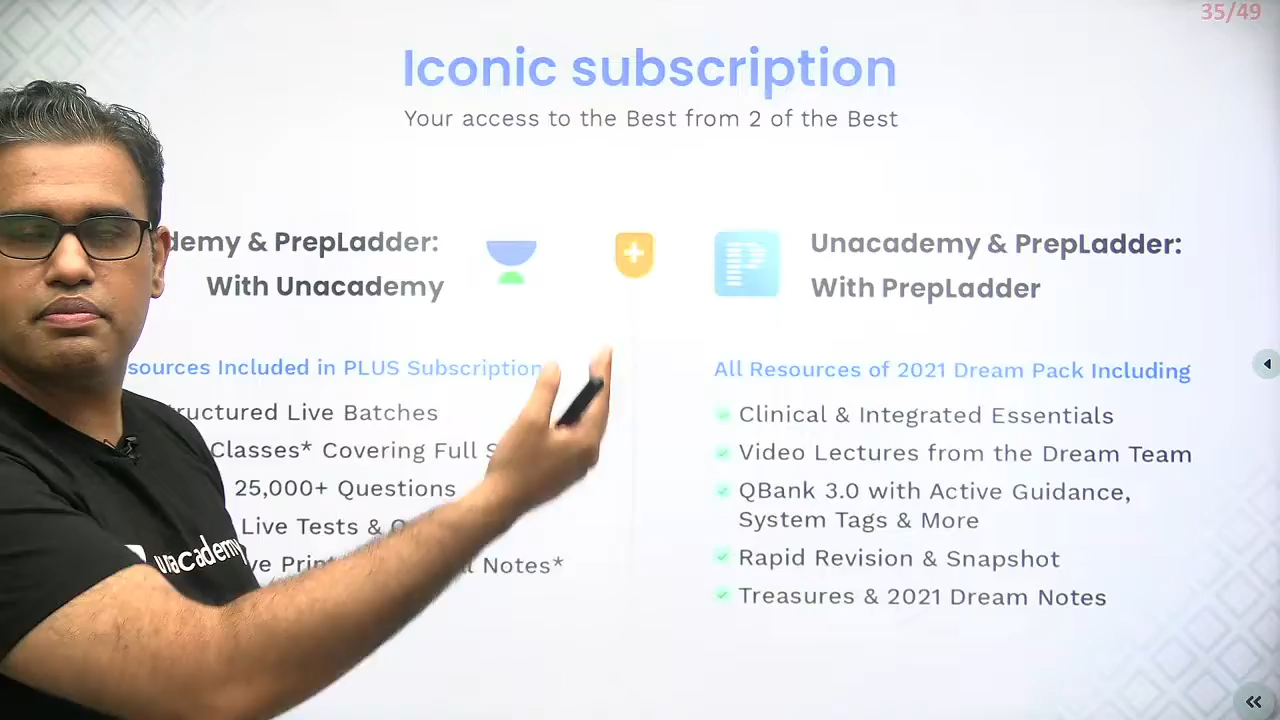 35/49
Iconic subscription
Your access to the Best from 2 of the Best
demy & PrepLadder:
With Unacademy
Unacademy & PrepLadder:
With PrepLadder
sources Included in PLUS Subscription
ructured Live Batches
Classes* Covering Full S
25,000+ Questions
Live Tests &
Notes*
All Resources of 2021 Dream Pack Including
Clinical & Integrated Essentials
Video Lectures from the Dream Team
QBank 3.0 with Active Guidance,
System Tags & More
Rapid Revision & Snapshot
Treasures & 2021 Dream Notes
unacademy